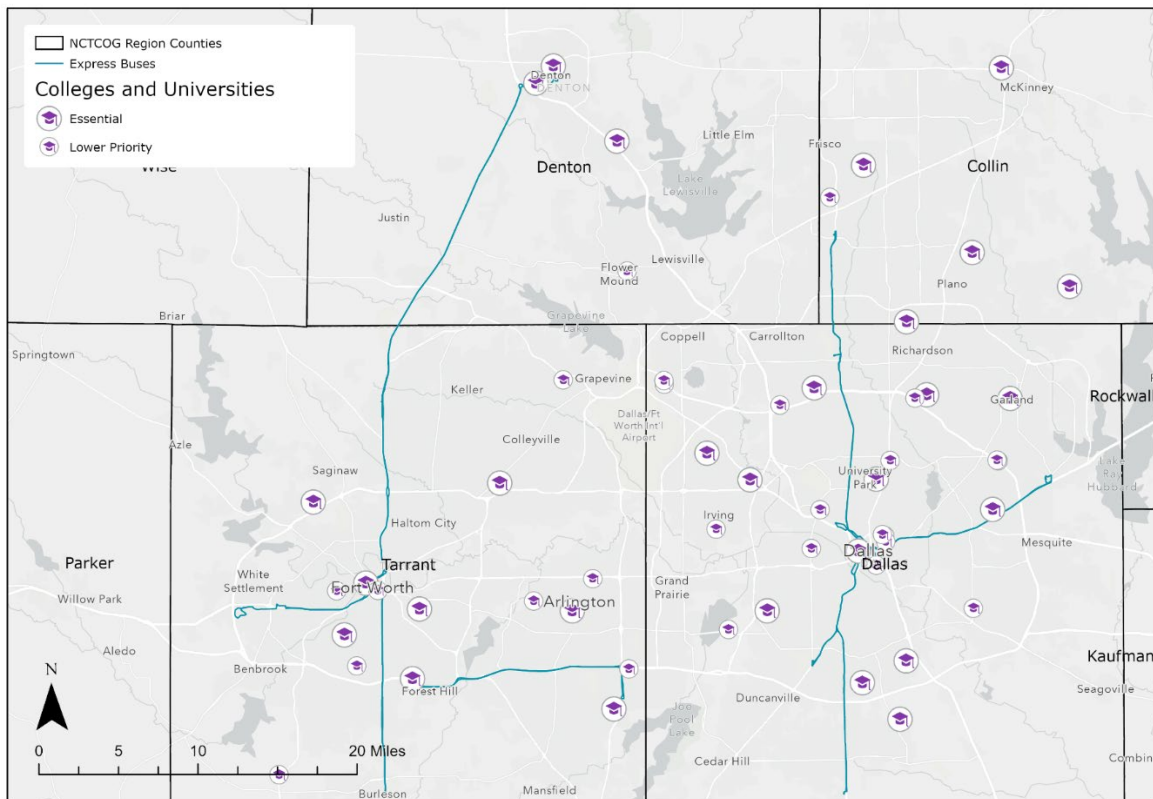 NCTCOG Region Counties
Express Buses
Colleges and Universities
Essential
Lower Priority
Wise
Denton
DENTON
McKinney
Little Elm
Frisco
Denton
Collin
Lake
Lewisville
Justin
Lewisville
Flower
Mound
Plano
Briar
Grapevine
Lake
Springtown
Coppell
Carrollton
Richardson
Keller
Grapevine
Garland
Rockwall
Dallas/Ft
Worth Int'l
Airport
Azle
Colleyville
Saginaw
University
Park
Lake
Ray
Hubbard
Haltom City
Irving
Mesquite
Dallas
Parker
Tarrant
Dallas
White
Settlement
Fort Worth
Grand
Prairie
Willow Park
Arlington
Aledo
Benbrook
Forest Hill
Duncanville
Kaufman
Seagoville
N
Joe
Pool
Lake
0 5 10 20 Miles
Cedar Hill
Combin
Burleson
Mansfield